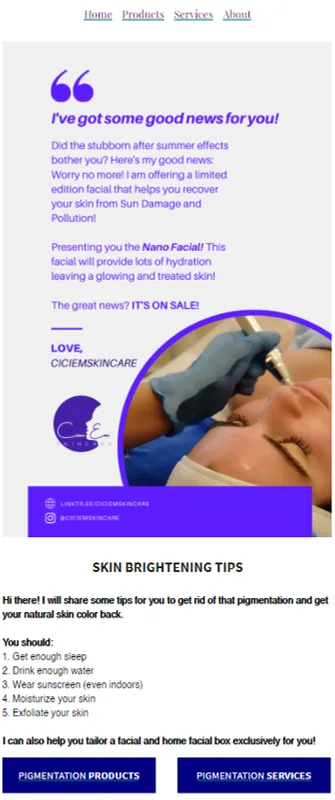 Home Products Services About
I've got some good news for you!
Did the stubborn after summer effects
bother you? Here's my good news:
Worry no more! I am offering a limited
edition facial that helps you recover
your skin from Sun Damage and
Pollution!
Presenting you the Nano Facial! This
facial will provide lots of hydration
leaving a glowing and treated skin!
The great news? IT'S ON SALE!
LOVE,
CICIEMSKINCARE
SKINCARE
LINKTR.EE/CICIEMSKINCARE
@CICIEMSKINCARE
SKIN BRIGHTENING TIPS
Hi there! I will share some tips for you to get rid of that pigmentation and get
your natural skin color back.
You should:
1. Get enough sleep
2. Drink enough water
3. Wear sunscreen (even indoors)
4. Moisturize your skin
5. Exfoliate your skin
I can also help you tailor a facial and home facial box exclusively for you!
PIGMENTATION PRODUCTS
PIGMENTATION SERVICES